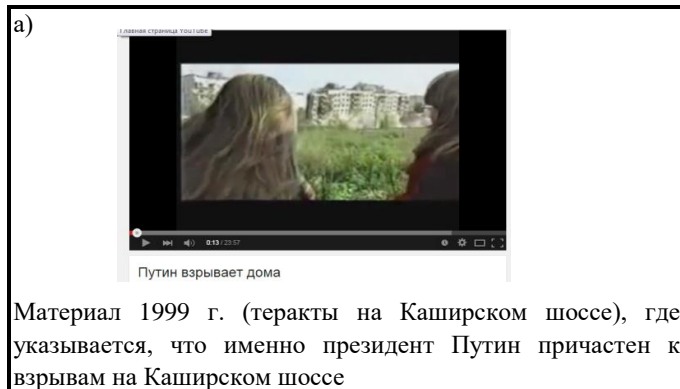 а)
Главная страница YouTube
0:13 / 23:57
Путин взрывает дома
Материал 1999 г. (теракты на Каширском шоссе), где
указывается, что именно президент Путин причастен к
взрывам на Каширском шоссе